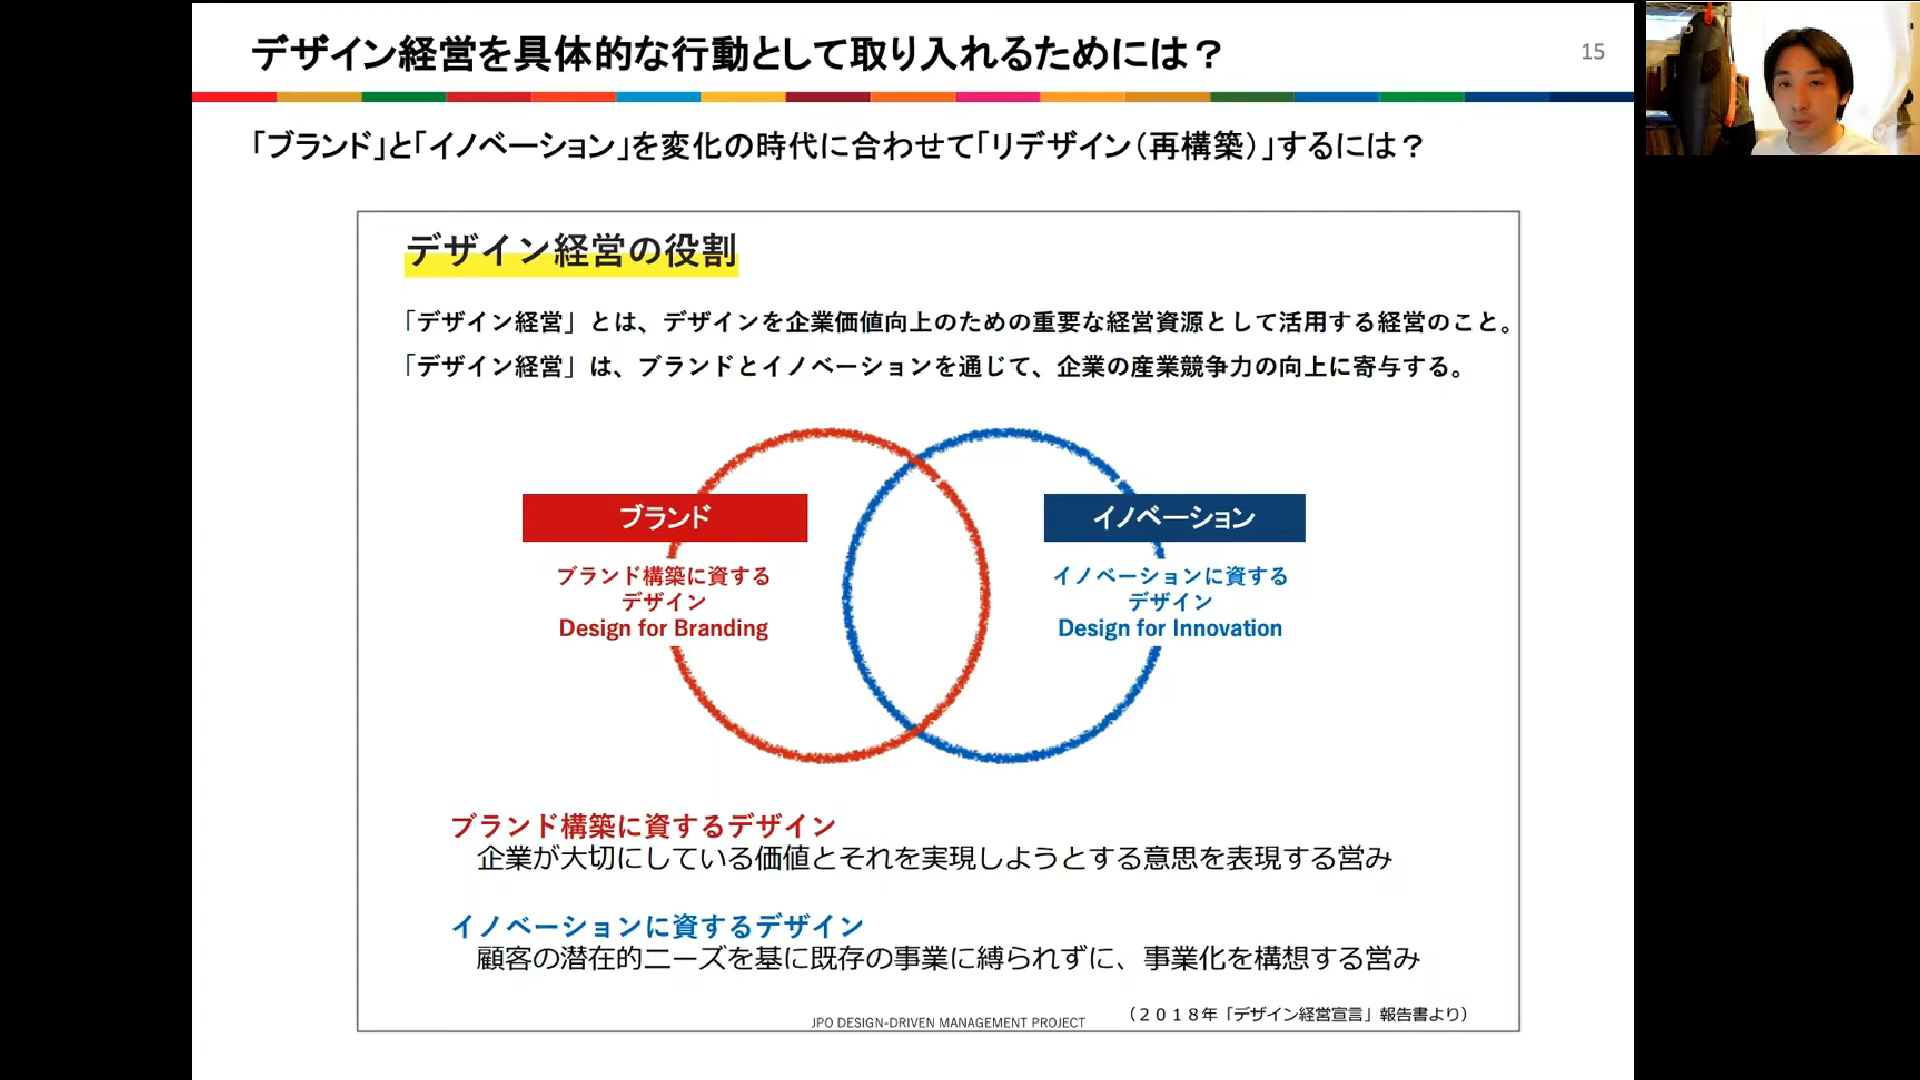 デザイン経営を具体的な行動として取り入れるためには？
15
「ブランド」と「イノベーション」を変化の時代に合わせて「リデザイン（再構築）」するには？
デザイン経営の役割
「デザイン経営」とは、デザインを企業価値向上のための重要な経営資源として活用する経営のこと。
「デザイン経営」は、ブランドとイノベーションを通じて、企業の産業競争力の向上に寄与する。
ブランド
ブランド構築に資する
デザイン
Design for Branding
イノベーション
イノベーションに資する
デザイン
Design for Innovation
ブランド構築に資するデザイン
企業が大切にしている価値とそれを実現しようとする意思を表現する営み
イノベーションに資するデザイン
顧客の潜在的ニーズを基に既存の事業に縛られずに、事業化を構想する営み
（２０１８年「デザイン経営宣言」報告書より）
JPO DESIGN-DRIVEN MANAGEMENT PROJECT